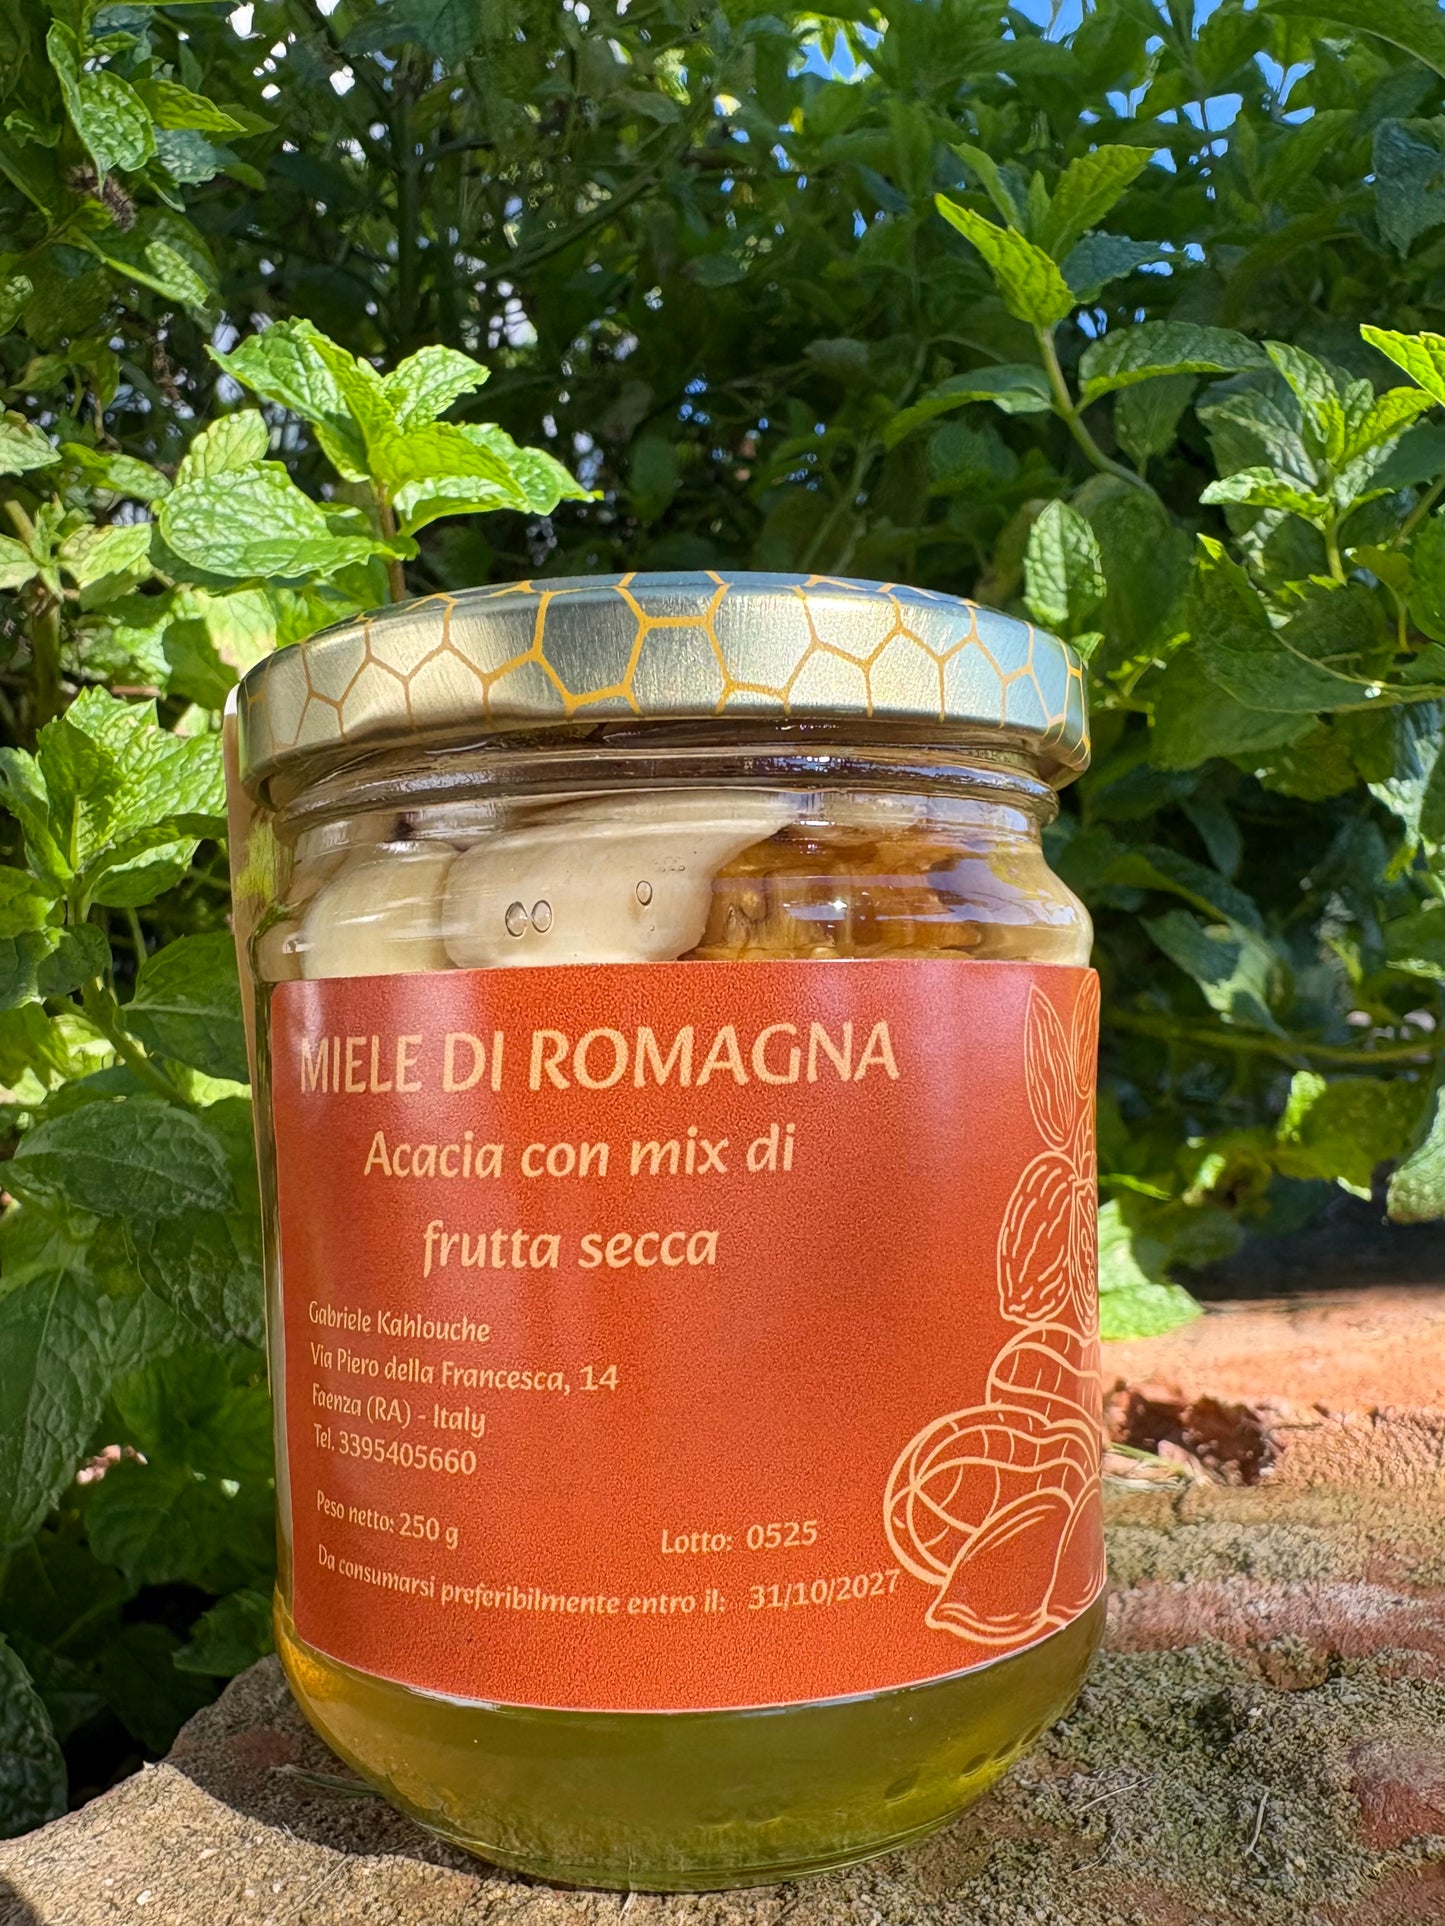 MIELE DI ROMAGNA
Acacia con mix di
frutta secca
Gabriele Kahlouche
Via Piero della Francesca, 14
Faenza (RA) - Italy
Tel. 3395405660
Peso netto: 250 g
Lotto: 0525
Da consumarsi preferibilmente entro il: 31/10/2027